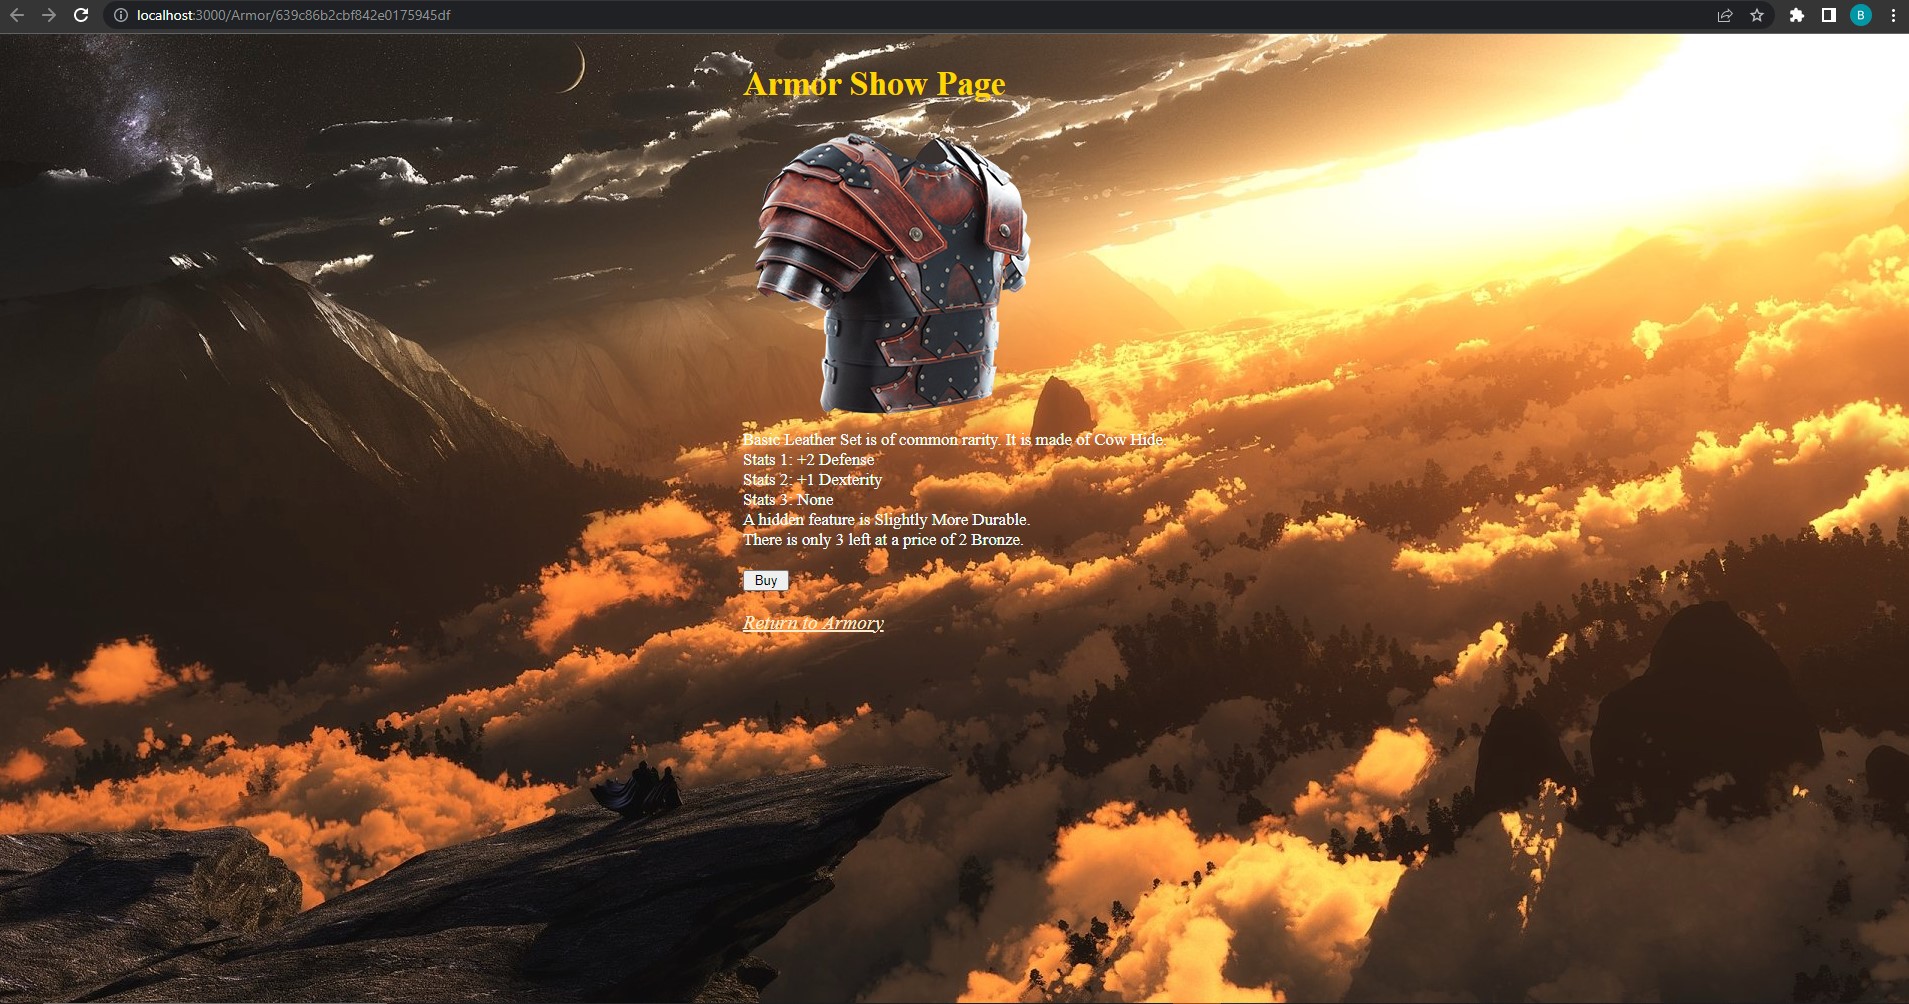 localhost:3000/Armor/639c86b2cbf842e0175945df
B
Armor Show Page
Basic Leather Set is of common rarity. It is made of Cow Hide.
Stats 1: +2 Defense
Stats 2: +1 Dexterity
Stats 3: None
A hidden feature is Slightly More Durable.
There is only 3 left at a price of 2 Bronze.
Buy
Return to Armory